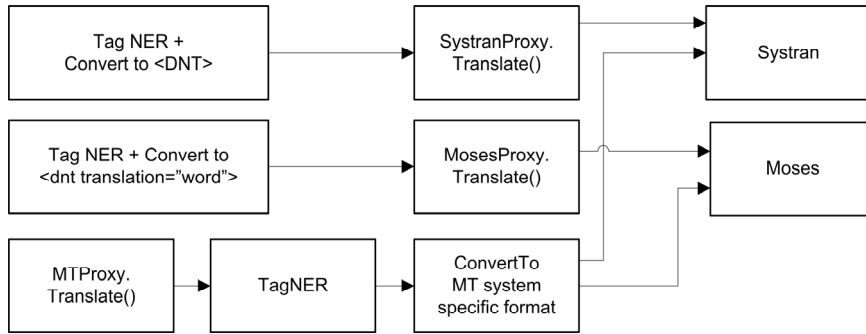 Tag NER +
Convert to <DNT>
SystranProxy.
Translate()
Systran
Tag NER + Convert to
<dnt translation=”word”>
MosesProxy.
Translate()
Moses
MTProxy.
Translate()
TagNER
ConvertTo
MT system
specific format